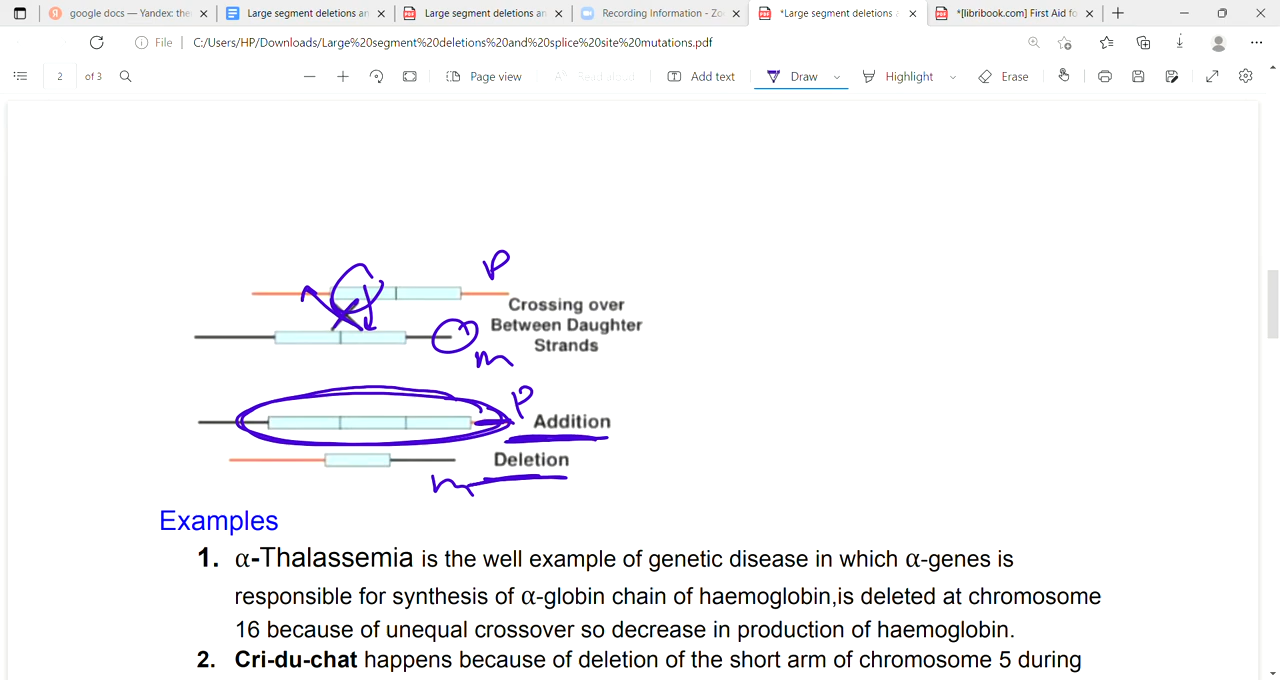 google docs — Yandex: the
Large segment deletions an
Large segment deletions an
Recording Information - Zo
*Large segment deletions a
*[libribook.com] First Aid fo
File
C:/Users/HP/Downloads/Large%20segment%20deletions%20and%20splice%20site%20mutations.pdf
2 of 3
Page view
Read aloud
Add text
Draw
Highlight
Erase
P
Crossing over
Between Daughter
Strands
m
P
Addition
Deletion
m
Examples
1. α-Thalassemia is the well example of genetic disease in which α-genes is
responsible for synthesis of α-globin chain of haemoglobin,is deleted at chromosome
16 because of unequal crossover so decrease in production of haemoglobin.
2. Cri-du-chat happens because of deletion of the short arm of chromosome 5 during